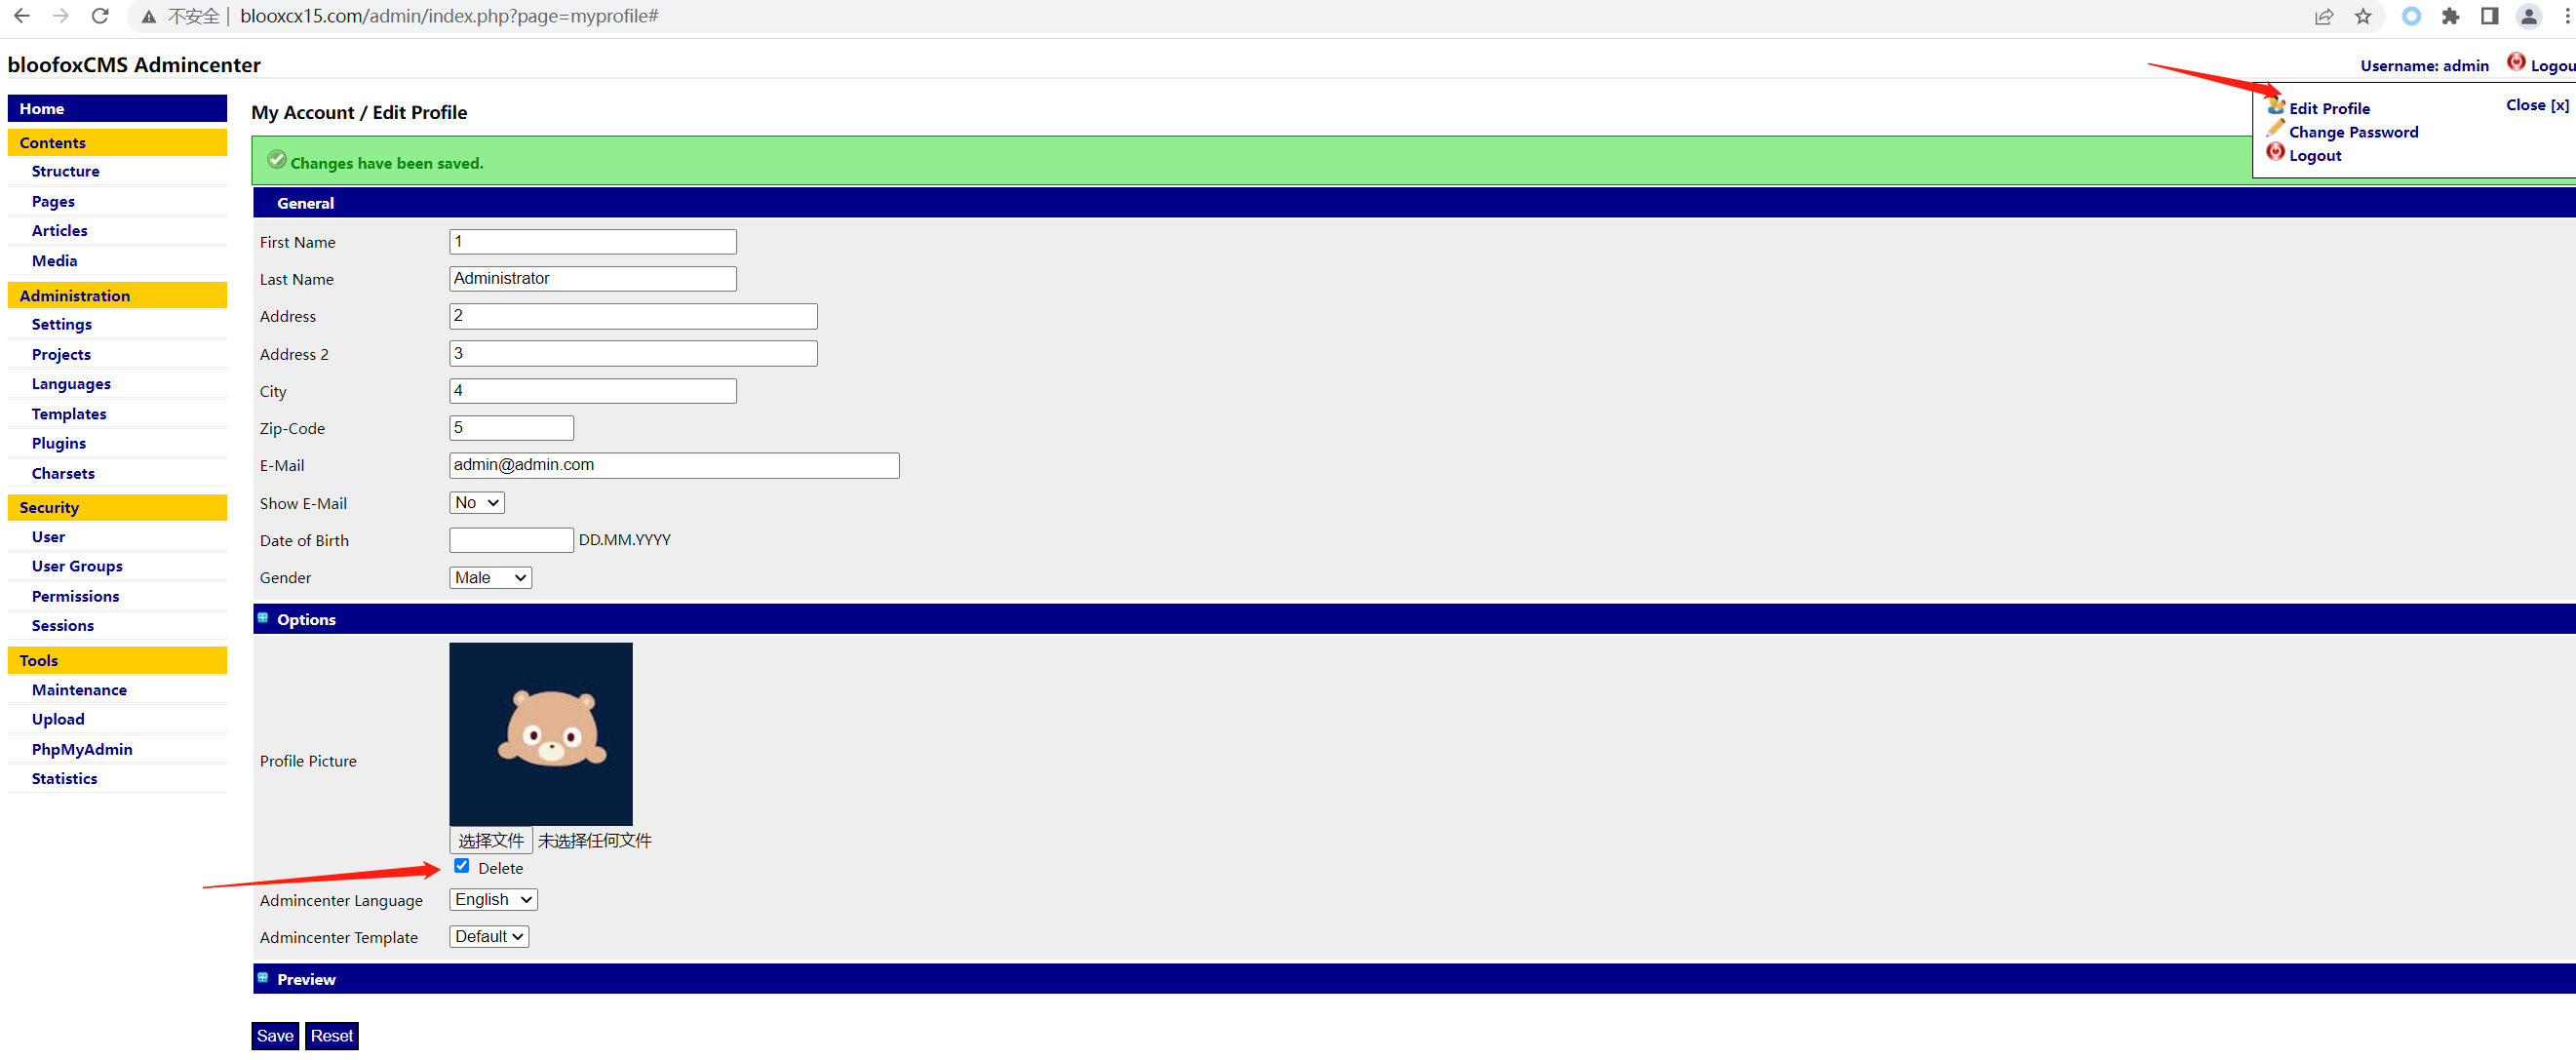 不安全 | blooxcx15.com/admin/index.php?page=myprofile#
bloofoxCMS Admincenter
Username: admin Logou
Edit Profile Close [x]
Change Password
Logout
Home
Contents
Structure
Pages
Articles
Media
Administration
Settings
Projects
Languages
Templates
Plugins
Charsets
Security
User
User Groups
Permissions
Sessions
Tools
Maintenance
Upload
PhpMyAdmin
Statistics
My Account / Edit Profile
Changes have been saved.
General
First Name 1
Last Name Administrator
Address 2
Address 2 3
City 4
Zip-Code 5
E-Mail admin@admin.com
Show E-Mail No
Date of Birth DD.MM.YYYY
Gender Male
Options
Profile Picture
选择文件 未选择任何文件
Delete
Admincenter Language English
Admincenter Template Default
Preview
Save Reset